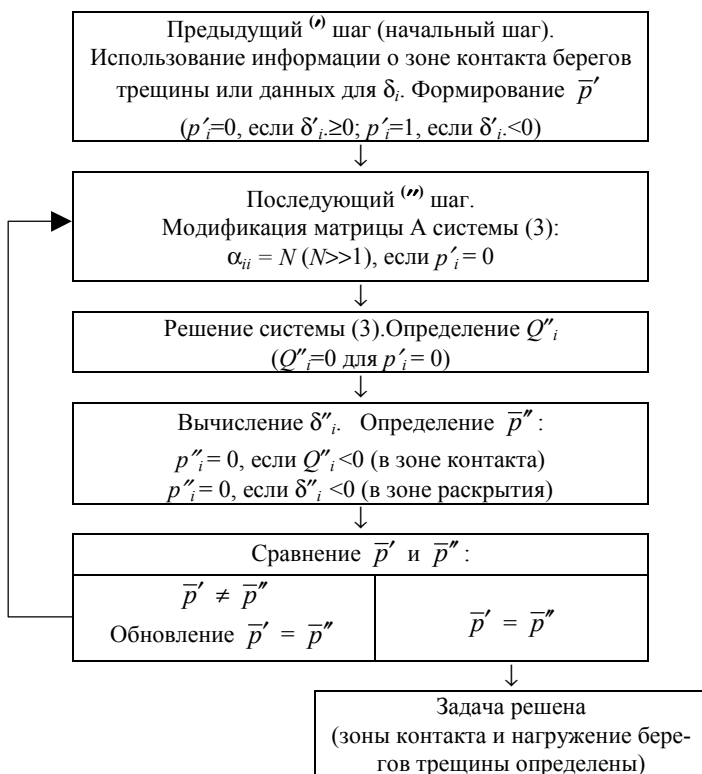 Предыдущий (′) шаг (начальный шаг).
Использование информации о зоне контакта берегов
трещины или данных для δi. Формирование p̅′
(p′i=0, если δ′i.≥0; p′i=1, если δ′i.<0)
↓
Последующий (″) шаг.
Модификация матрицы А системы (3):
αii = N (N>>1), если p′i = 0
↓
Решение системы (3).Определение Q″i
(Q″i=0 для p′i = 0)
↓
Вычисление δ″i. Определение p̅″ :
p″i = 0, если Q″i <0 (в зоне контакта)
p″i = 0, если δ″i <0 (в зоне раскрытия)
↓
Сравнение p̅′ и p̅″ :
p̅′ ≠ p̅″
Обновление p̅′ = p̅″
p̅′ = p̅″
↓
Задача решена
(зоны контакта и нагружение бере-
гов трещины определены)